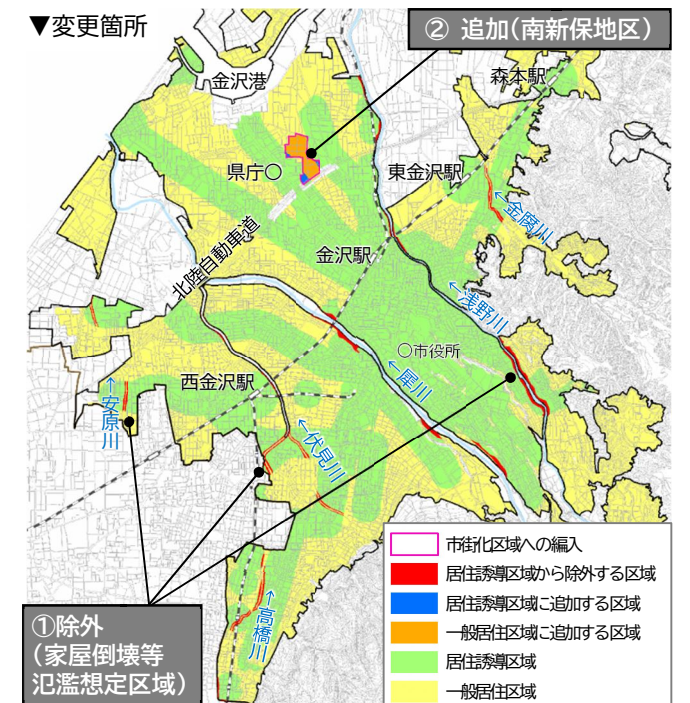 ▼変更箇所
② 追加(南新保地区)
金沢港
森本駅
県庁〇
東金沢駅
←金腐川
北陸自動車道
金沢駅
←浅野川
〇市役所
西金沢駅
←犀川
←安原川
←伏見川
←高橋川
①除外
(家屋倒壊等
氾濫想定区域)
市街化区域への編入
居住誘導区域から除外する区域
居住誘導区域に追加する区域
一般居住区域に追加する区域
居住誘導区域
一般居住区域